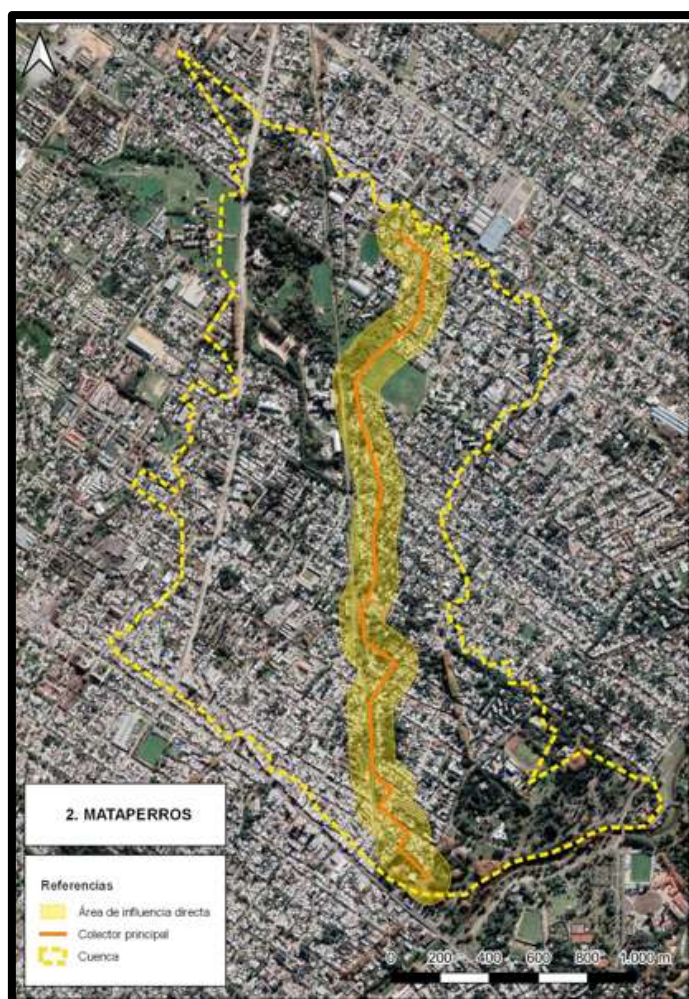 2. MATAPERROS
Referencias
Área de influencia directa
Colector principal
Cuenca
0 200 400 600 800 1.000 m